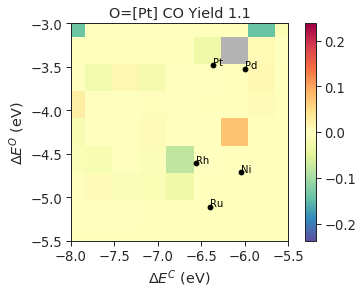 O=[Pt] CO Yield 1.1
−3.0
−3.5
−4.0
−4.5
−5.0
−5.5
ΔE^O (eV)
Pt
Pd
Rh
Ni
Ru
−8.0 −7.5 −7.0 −6.5 −6.0 −5.5
ΔE^C (eV)
0.2
0.1
0.0
−0.1
−0.2